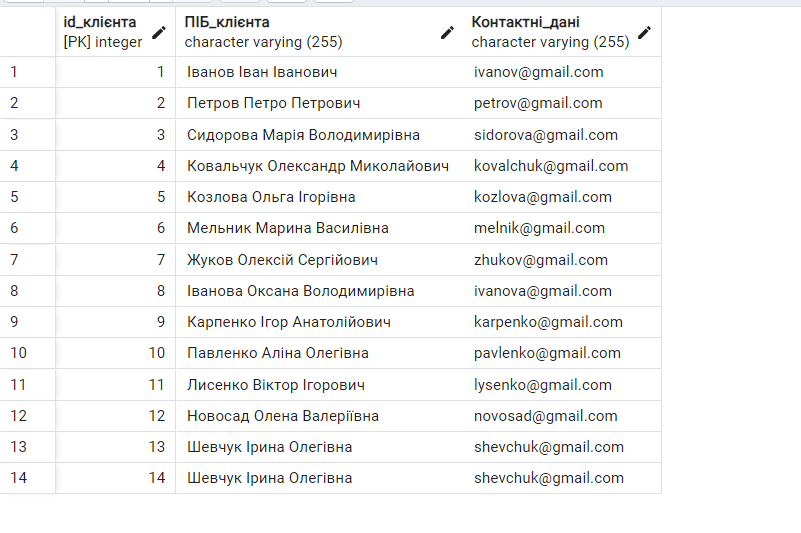 id_клієнта ПІБ_клієнта Контактні_дані
[PK] integer character varying (255) character varying (255)
1 1 Іванов Іван Іванович ivanov@gmail.com
2 2 Петров Петро Петрович petrov@gmail.com
3 3 Сидорова Марія Володимирівна sidorova@gmail.com
4 4 Ковальчук Олександр Миколайович kovalchuk@gmail.com
5 5 Козлова Ольга Ігорівна kozlova@gmail.com
6 6 Мельник Марина Василівна melnik@gmail.com
7 7 Жуков Олексій Сергійович zhukov@gmail.com
8 8 Іванова Оксана Володимирівна ivanova@gmail.com
9 9 Карпенко Ігор Анатолійович karpenko@gmail.com
10 10 Павленко Аліна Олегівна pavlenko@gmail.com
11 11 Лисенко Віктор Ігорович lysenko@gmail.com
12 12 Новосад Олена Валеріївна novosad@gmail.com
13 13 Шевчук Ірина Олегівна shevchuk@gmail.com
14 14 Шевчук Ірина Олегівна shevchuk@gmail.com